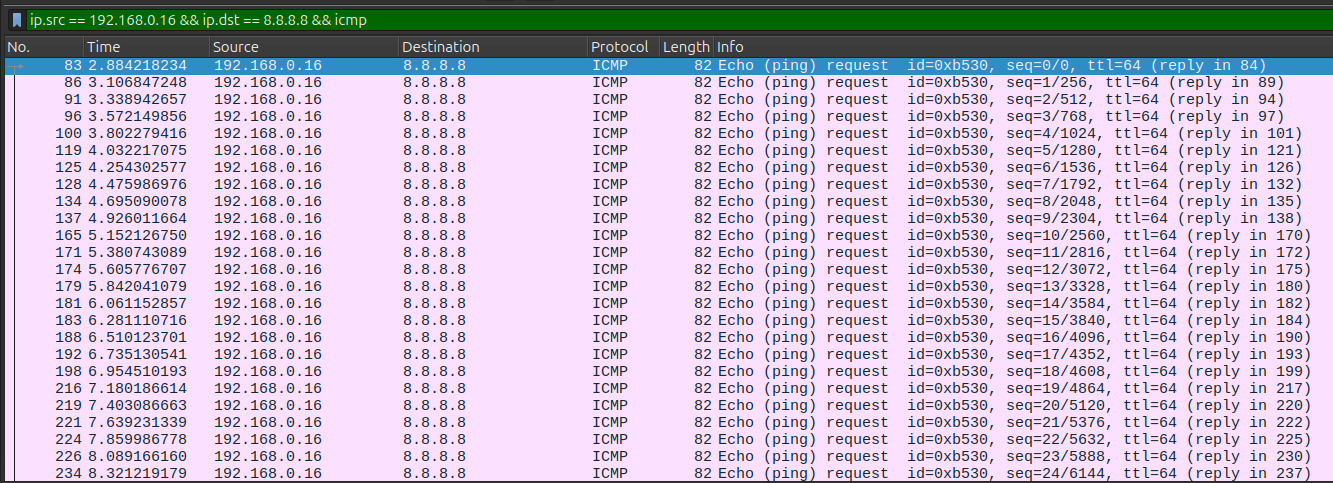 ip.src == 192.168.0.16 && ip.dst == 8.8.8.8 && icmp
No. Time Source Destination Protocol Length Info
83 2.884218234 192.168.0.16 8.8.8.8 ICMP 82 Echo (ping) request id=0xb530, seq=0/0, ttl=64 (reply in 84)
86 3.106847248 192.168.0.16 8.8.8.8 ICMP 82 Echo (ping) request id=0xb530, seq=1/256, ttl=64 (reply in 89)
91 3.338942657 192.168.0.16 8.8.8.8 ICMP 82 Echo (ping) request id=0xb530, seq=2/512, ttl=64 (reply in 94)
96 3.572149856 192.168.0.16 8.8.8.8 ICMP 82 Echo (ping) request id=0xb530, seq=3/768, ttl=64 (reply in 97)
100 3.802279416 192.168.0.16 8.8.8.8 ICMP 82 Echo (ping) request id=0xb530, seq=4/1024, ttl=64 (reply in 101)
119 4.032217075 192.168.0.16 8.8.8.8 ICMP 82 Echo (ping) request id=0xb530, seq=5/1280, ttl=64 (reply in 121)
125 4.254302577 192.168.0.16 8.8.8.8 ICMP 82 Echo (ping) request id=0xb530, seq=6/1536, ttl=64 (reply in 126)
128 4.475986976 192.168.0.16 8.8.8.8 ICMP 82 Echo (ping) request id=0xb530, seq=7/1792, ttl=64 (reply in 132)
134 4.695090078 192.168.0.16 8.8.8.8 ICMP 82 Echo (ping) request id=0xb530, seq=8/2048, ttl=64 (reply in 135)
137 4.926011664 192.168.0.16 8.8.8.8 ICMP 82 Echo (ping) request id=0xb530, seq=9/2304, ttl=64 (reply in 138)
165 5.152126750 192.168.0.16 8.8.8.8 ICMP 82 Echo (ping) request id=0xb530, seq=10/2560, ttl=64 (reply in 170)
171 5.380743089 192.168.0.16 8.8.8.8 ICMP 82 Echo (ping) request id=0xb530, seq=11/2816, ttl=64 (reply in 172)
174 5.605776707 192.168.0.16 8.8.8.8 ICMP 82 Echo (ping) request id=0xb530, seq=12/3072, ttl=64 (reply in 175)
179 5.842041079 192.168.0.16 8.8.8.8 ICMP 82 Echo (ping) request id=0xb530, seq=13/3328, ttl=64 (reply in 180)
181 6.061152857 192.168.0.16 8.8.8.8 ICMP 82 Echo (ping) request id=0xb530, seq=14/3584, ttl=64 (reply in 182)
183 6.281110716 192.168.0.16 8.8.8.8 ICMP 82 Echo (ping) request id=0xb530, seq=15/3840, ttl=64 (reply in 184)
188 6.510123701 192.168.0.16 8.8.8.8 ICMP 82 Echo (ping) request id=0xb530, seq=16/4096, ttl=64 (reply in 190)
192 6.735130541 192.168.0.16 8.8.8.8 ICMP 82 Echo (ping) request id=0xb530, seq=17/4352, ttl=64 (reply in 193)
198 6.954510193 192.168.0.16 8.8.8.8 ICMP 82 Echo (ping) request id=0xb530, seq=18/4608, ttl=64 (reply in 199)
216 7.180186614 192.168.0.16 8.8.8.8 ICMP 82 Echo (ping) request id=0xb530, seq=19/4864, ttl=64 (reply in 217)
219 7.403086663 192.168.0.16 8.8.8.8 ICMP 82 Echo (ping) request id=0xb530, seq=20/5120, ttl=64 (reply in 220)
221 7.639231339 192.168.0.16 8.8.8.8 ICMP 82 Echo (ping) request id=0xb530, seq=21/5376, ttl=64 (reply in 222)
224 7.859986778 192.168.0.16 8.8.8.8 ICMP 82 Echo (ping) request id=0xb530, seq=22/5632, ttl=64 (reply in 225)
226 8.089166160 192.168.0.16 8.8.8.8 ICMP 82 Echo (ping) request id=0xb530, seq=23/5888, ttl=64 (reply in 230)
234 8.321219179 192.168.0.16 8.8.8.8 ICMP 82 Echo (ping) request id=0xb530, seq=24/6144, ttl=64 (reply in 237)